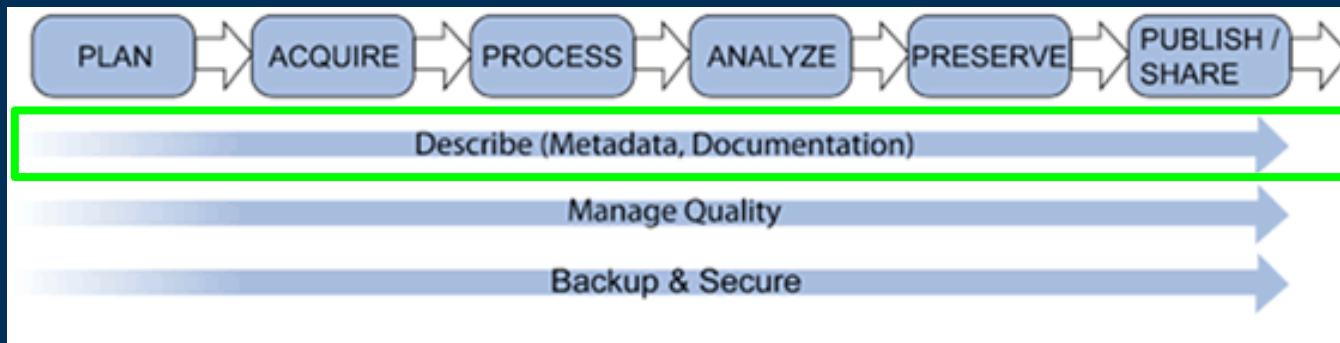 PLAN
ACQUIRE
PROCESS
ANALYZE
PRESERVE
PUBLISH /
SHARE
Describe (Metadata, Documentation)
Manage Quality
Backup & Secure